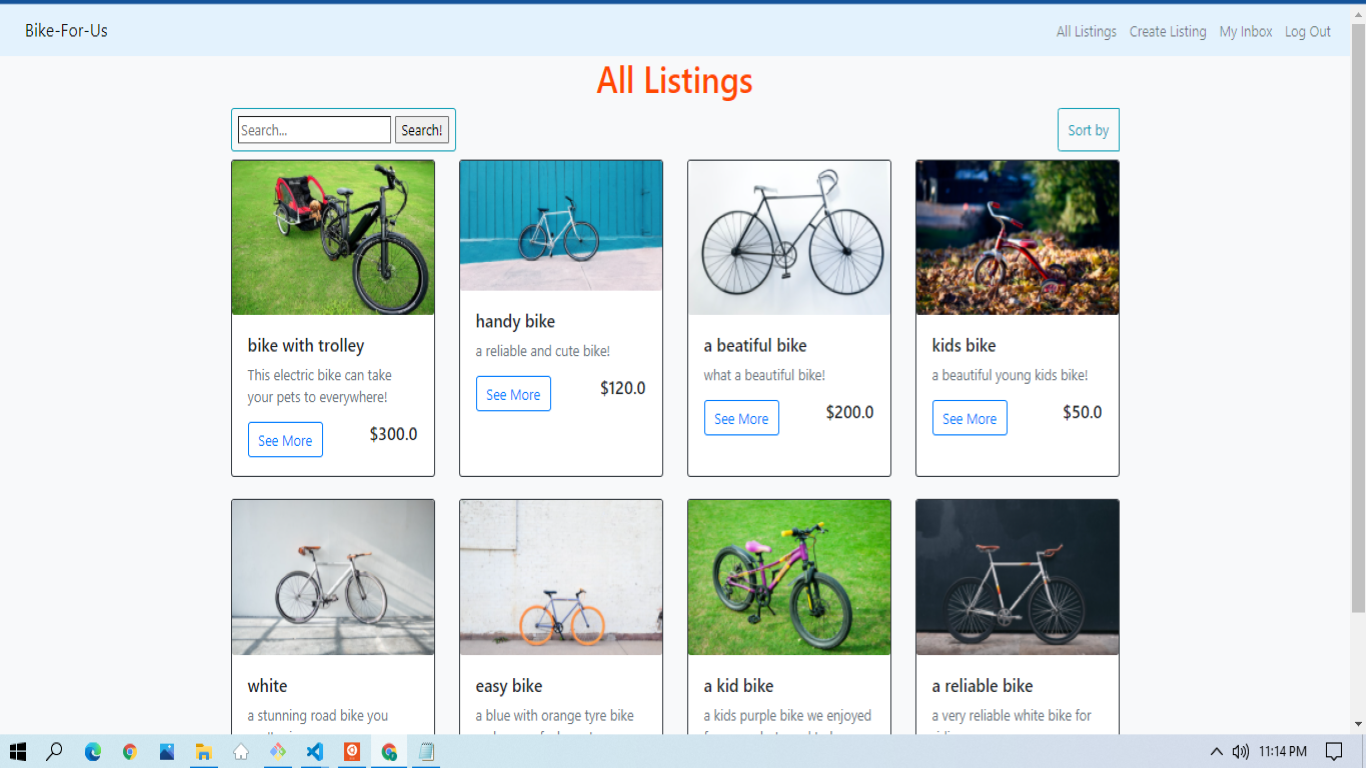 Bike-For-Us
All Listings Create Listing My Inbox Log Out
All Listings
Search...
Search!
Sort by
bike with trolley
This electric bike can take
your pets to everywhere!
See More
$300.0
handy bike
a reliable and cute bike!
See More
$120.0
a beatiful bike
what a beautiful bike!
See More
$200.0
kids bike
a beautiful young kids bike!
See More
$50.0
white
a stunning road bike you
easy bike
a blue with orange tyre bike
a kid bike
a kids purple bike we enjoyed
a reliable bike
a very reliable white bike for
11:14 PM